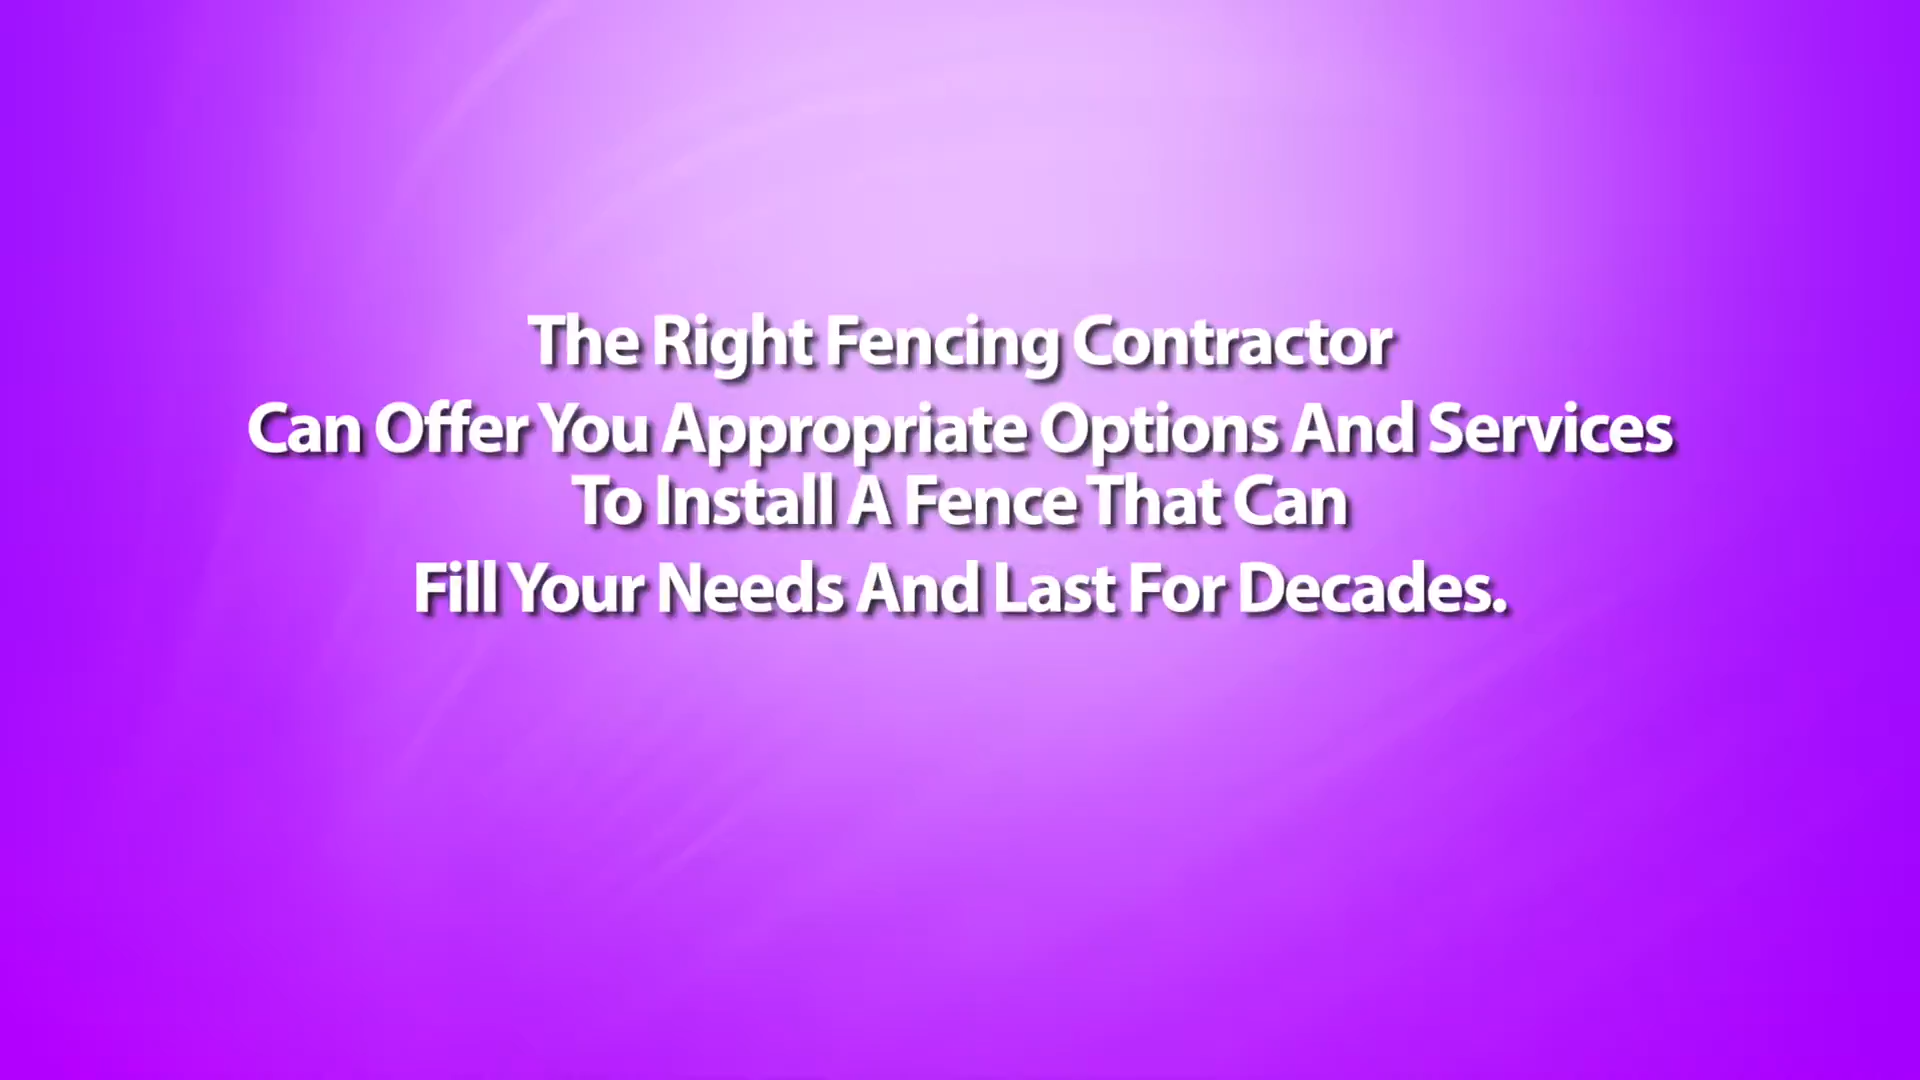 The Right Fencing Contractor
Can Offer You Appropriate Options And Services
To Install A Fence That Can
Fill Your Needs And Last For Decades.